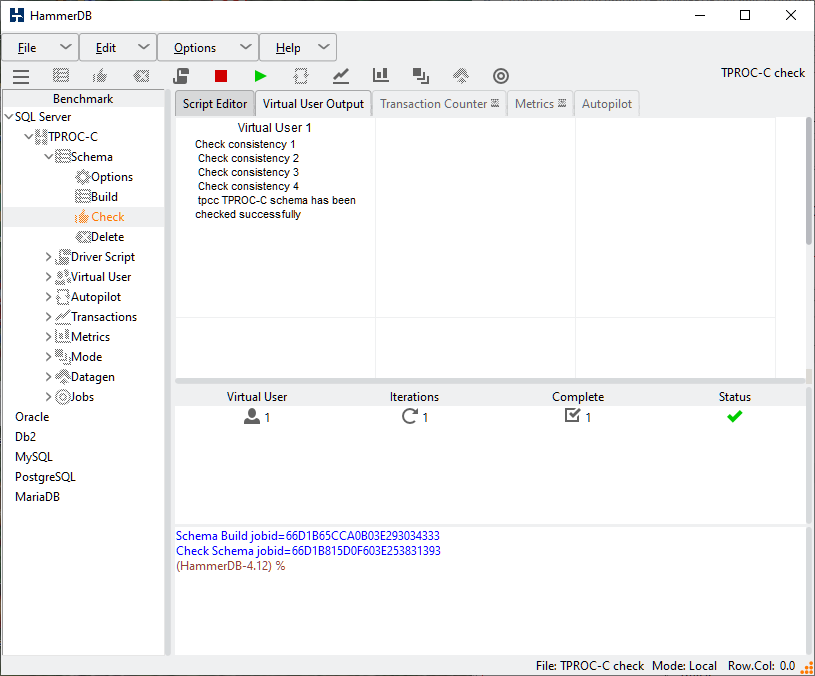 HammerDB
File Edit Options Help
TPROC-C check
Benchmark
SQL Server
TPROC-C
Schema
Options
Build
Check
Delete
Driver Script
Virtual User
Autopilot
Transactions
Metrics
Mode
Datagen
Jobs
Oracle
Db2
MySQL
PostgreSQL
MariaDB
Script Editor Virtual User Output Transaction Counter Metrics Autopilot
Virtual User 1
Check consistency 1
Check consistency 2
Check consistency 3
Check consistency 4
tpcc TPROC-C schema has been
checked successfully
Virtual User Iterations Complete Status
1 1 1
Schema Build jobid=66D1B65CCA0B03E293034333
Check Schema jobid=66D1B815D0F603E253831393
(HammerDB-4.12) %
File: TPROC-C check Mode: Local Row.Col: 0.0